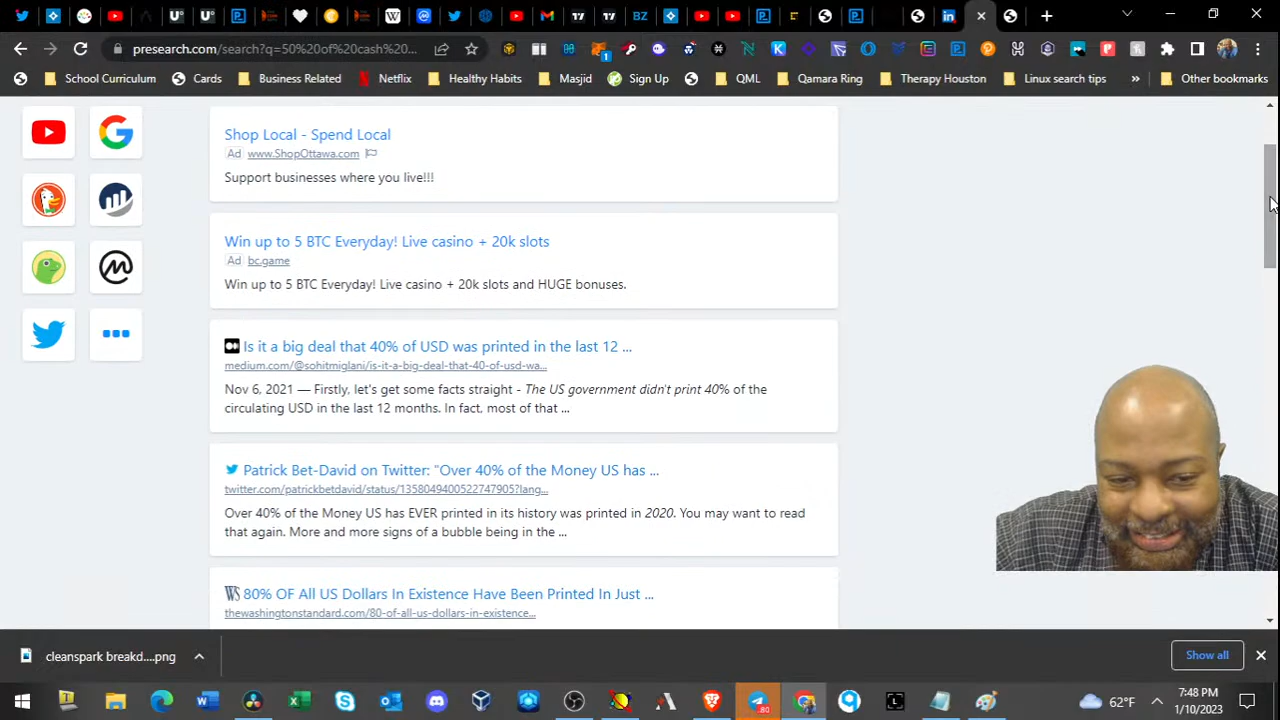 presearch.com/search?q=50%20of%20cash%20...
School Curriculum
Cards
Business Related
Netflix
Healthy Habits
Masjid
Sign Up
QML
Qamara Ring
Therapy Houston
Linux search tips
»
Other bookmarks
Shop Local - Spend Local
Ad www.ShopOttawa.com
Support businesses where you live!!!
Win up to 5 BTC Everyday! Live casino + 20k slots
Ad bc.game
Win up to 5 BTC Everyday! Live casino + 20k slots and HUGE bonuses.
Is it a big deal that 40% of USD was printed in the last 12 ...
medium.com/@sohitmiglani/is-it-a-big-deal-that-40-of-usd-wa...
Nov 6, 2021 — Firstly, let's get some facts straight - The US government didn't print 40% of the
circulating USD in the last 12 months. In fact, most of that ...
Patrick Bet-David on Twitter: "Over 40% of the Money US has ...
twitter.com/patrickbetdavid/status/1358049400522747905?lang...
Over 40% of the Money US has EVER printed in its history was printed in 2020. You may want to read
that again. More and more signs of a bubble being in the ...
80% OF All US Dollars In Existence Have Been Printed In Just ...
thewashingtonstandard.com/80-of-all-us-dollars-in-existence...
cleanspark breakd....png
Show all
62°F
7:48 PM
1/10/2023